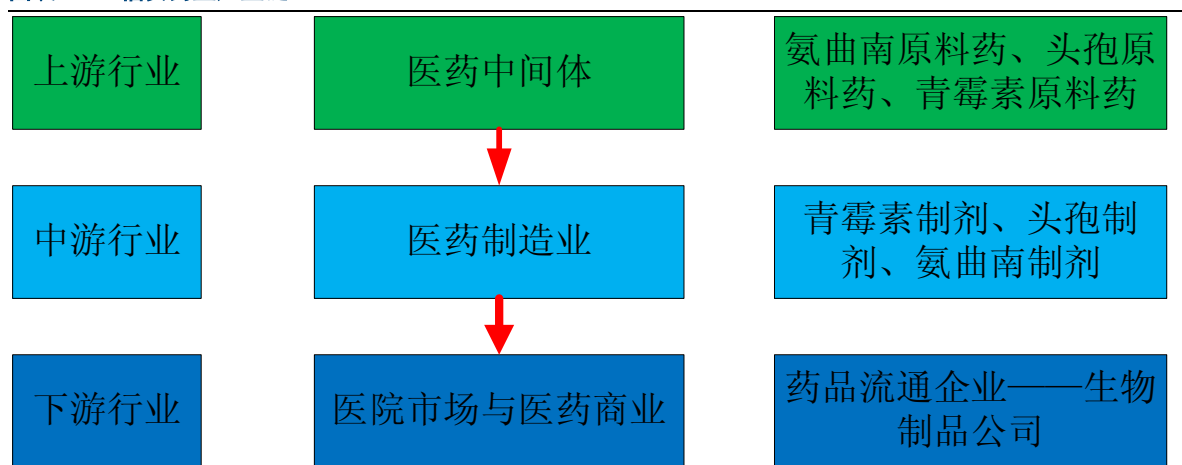 上游行业
医药中间体
氨曲南原料药、头孢原
料药、青霉素原料药
中游行业
医药制造业
青霉素制剂、头孢制
剂、氨曲南制剂
下游行业
医院市场与医药商业
药品流通企业——生物
制品公司